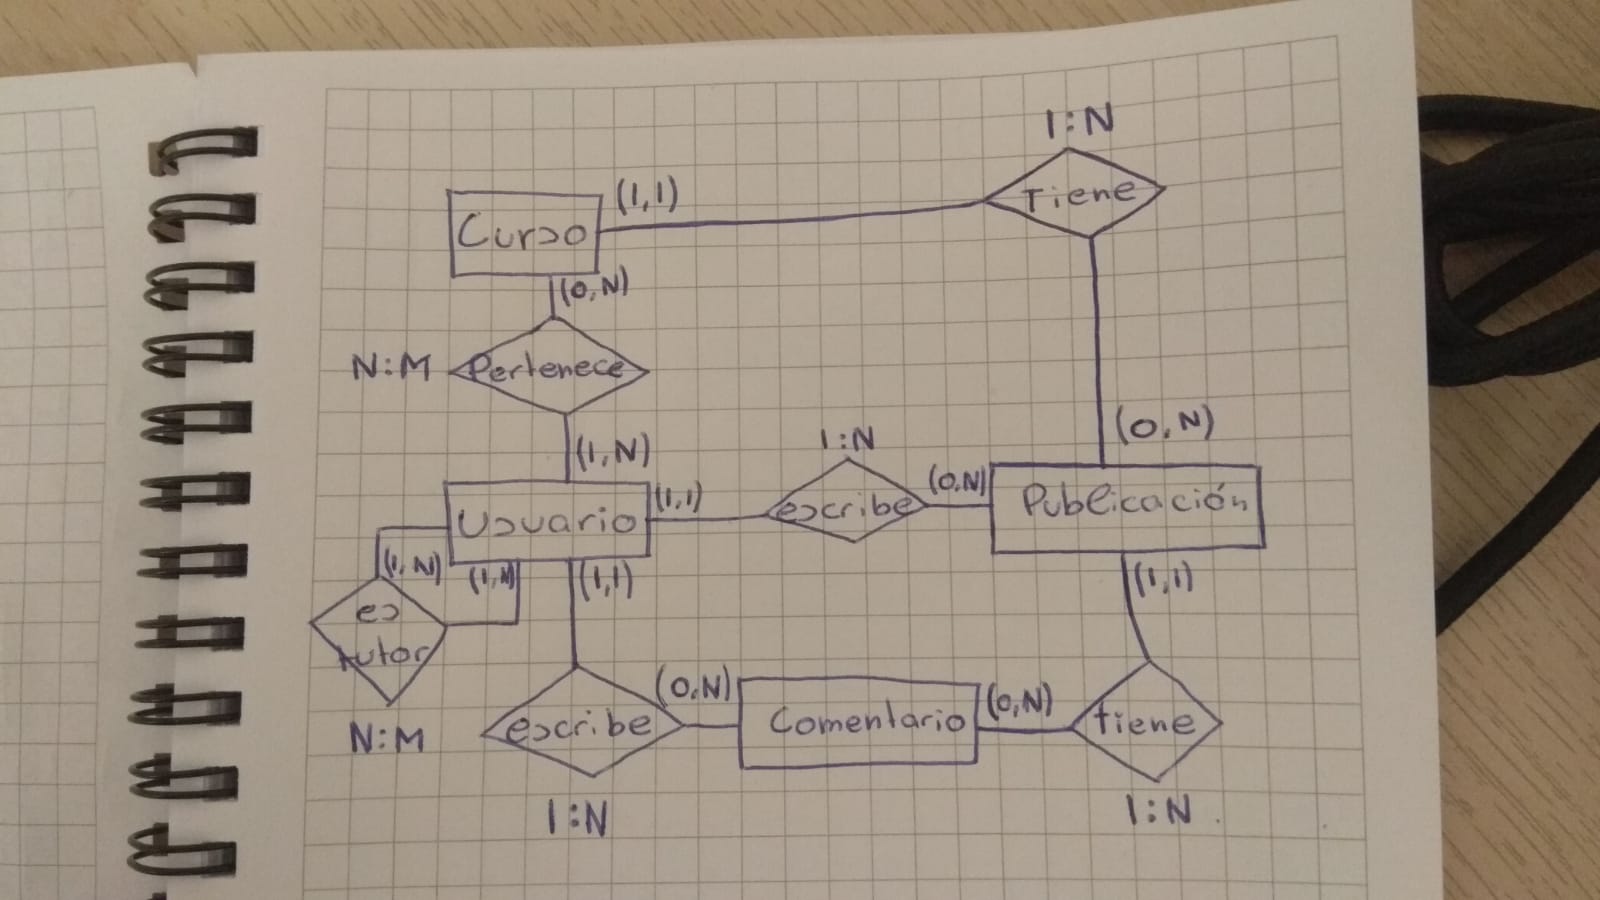 1:N
(1,1)
Tiene
Curso
(0,N)
N:M
Pertenece
(0,N)
1:N
(1,N)
(1,1)
escribe
(0,N)
Publicación
Usuario
(1,N)
(1,N)
(1,1)
(1,1)
es
tutor
(0,N)
(0,N)
escribe
Comentario
tiene
N:M
1:N
1:N